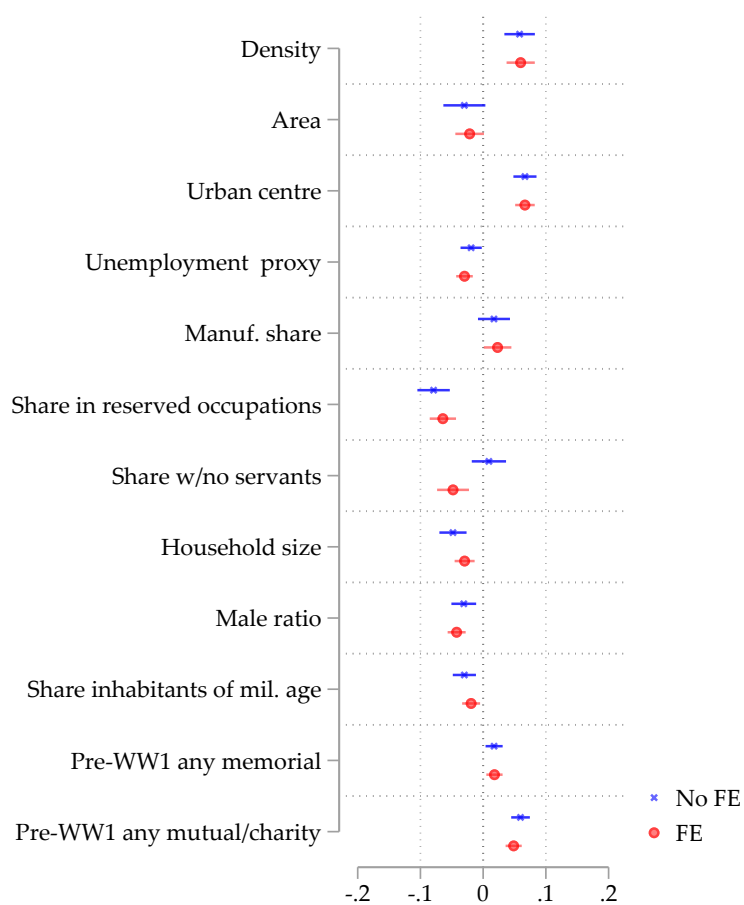 Density
Area
Urban centre
Unemployment proxy
Manuf. share
Share in reserved occupations
Share w/no servants
Household size
Male ratio
Share inhabitants of mil. age
Pre-WW1 any memorial
Pre-WW1 any mutual/charity
No FE
FE
-.2 -.1 0 .1 .2